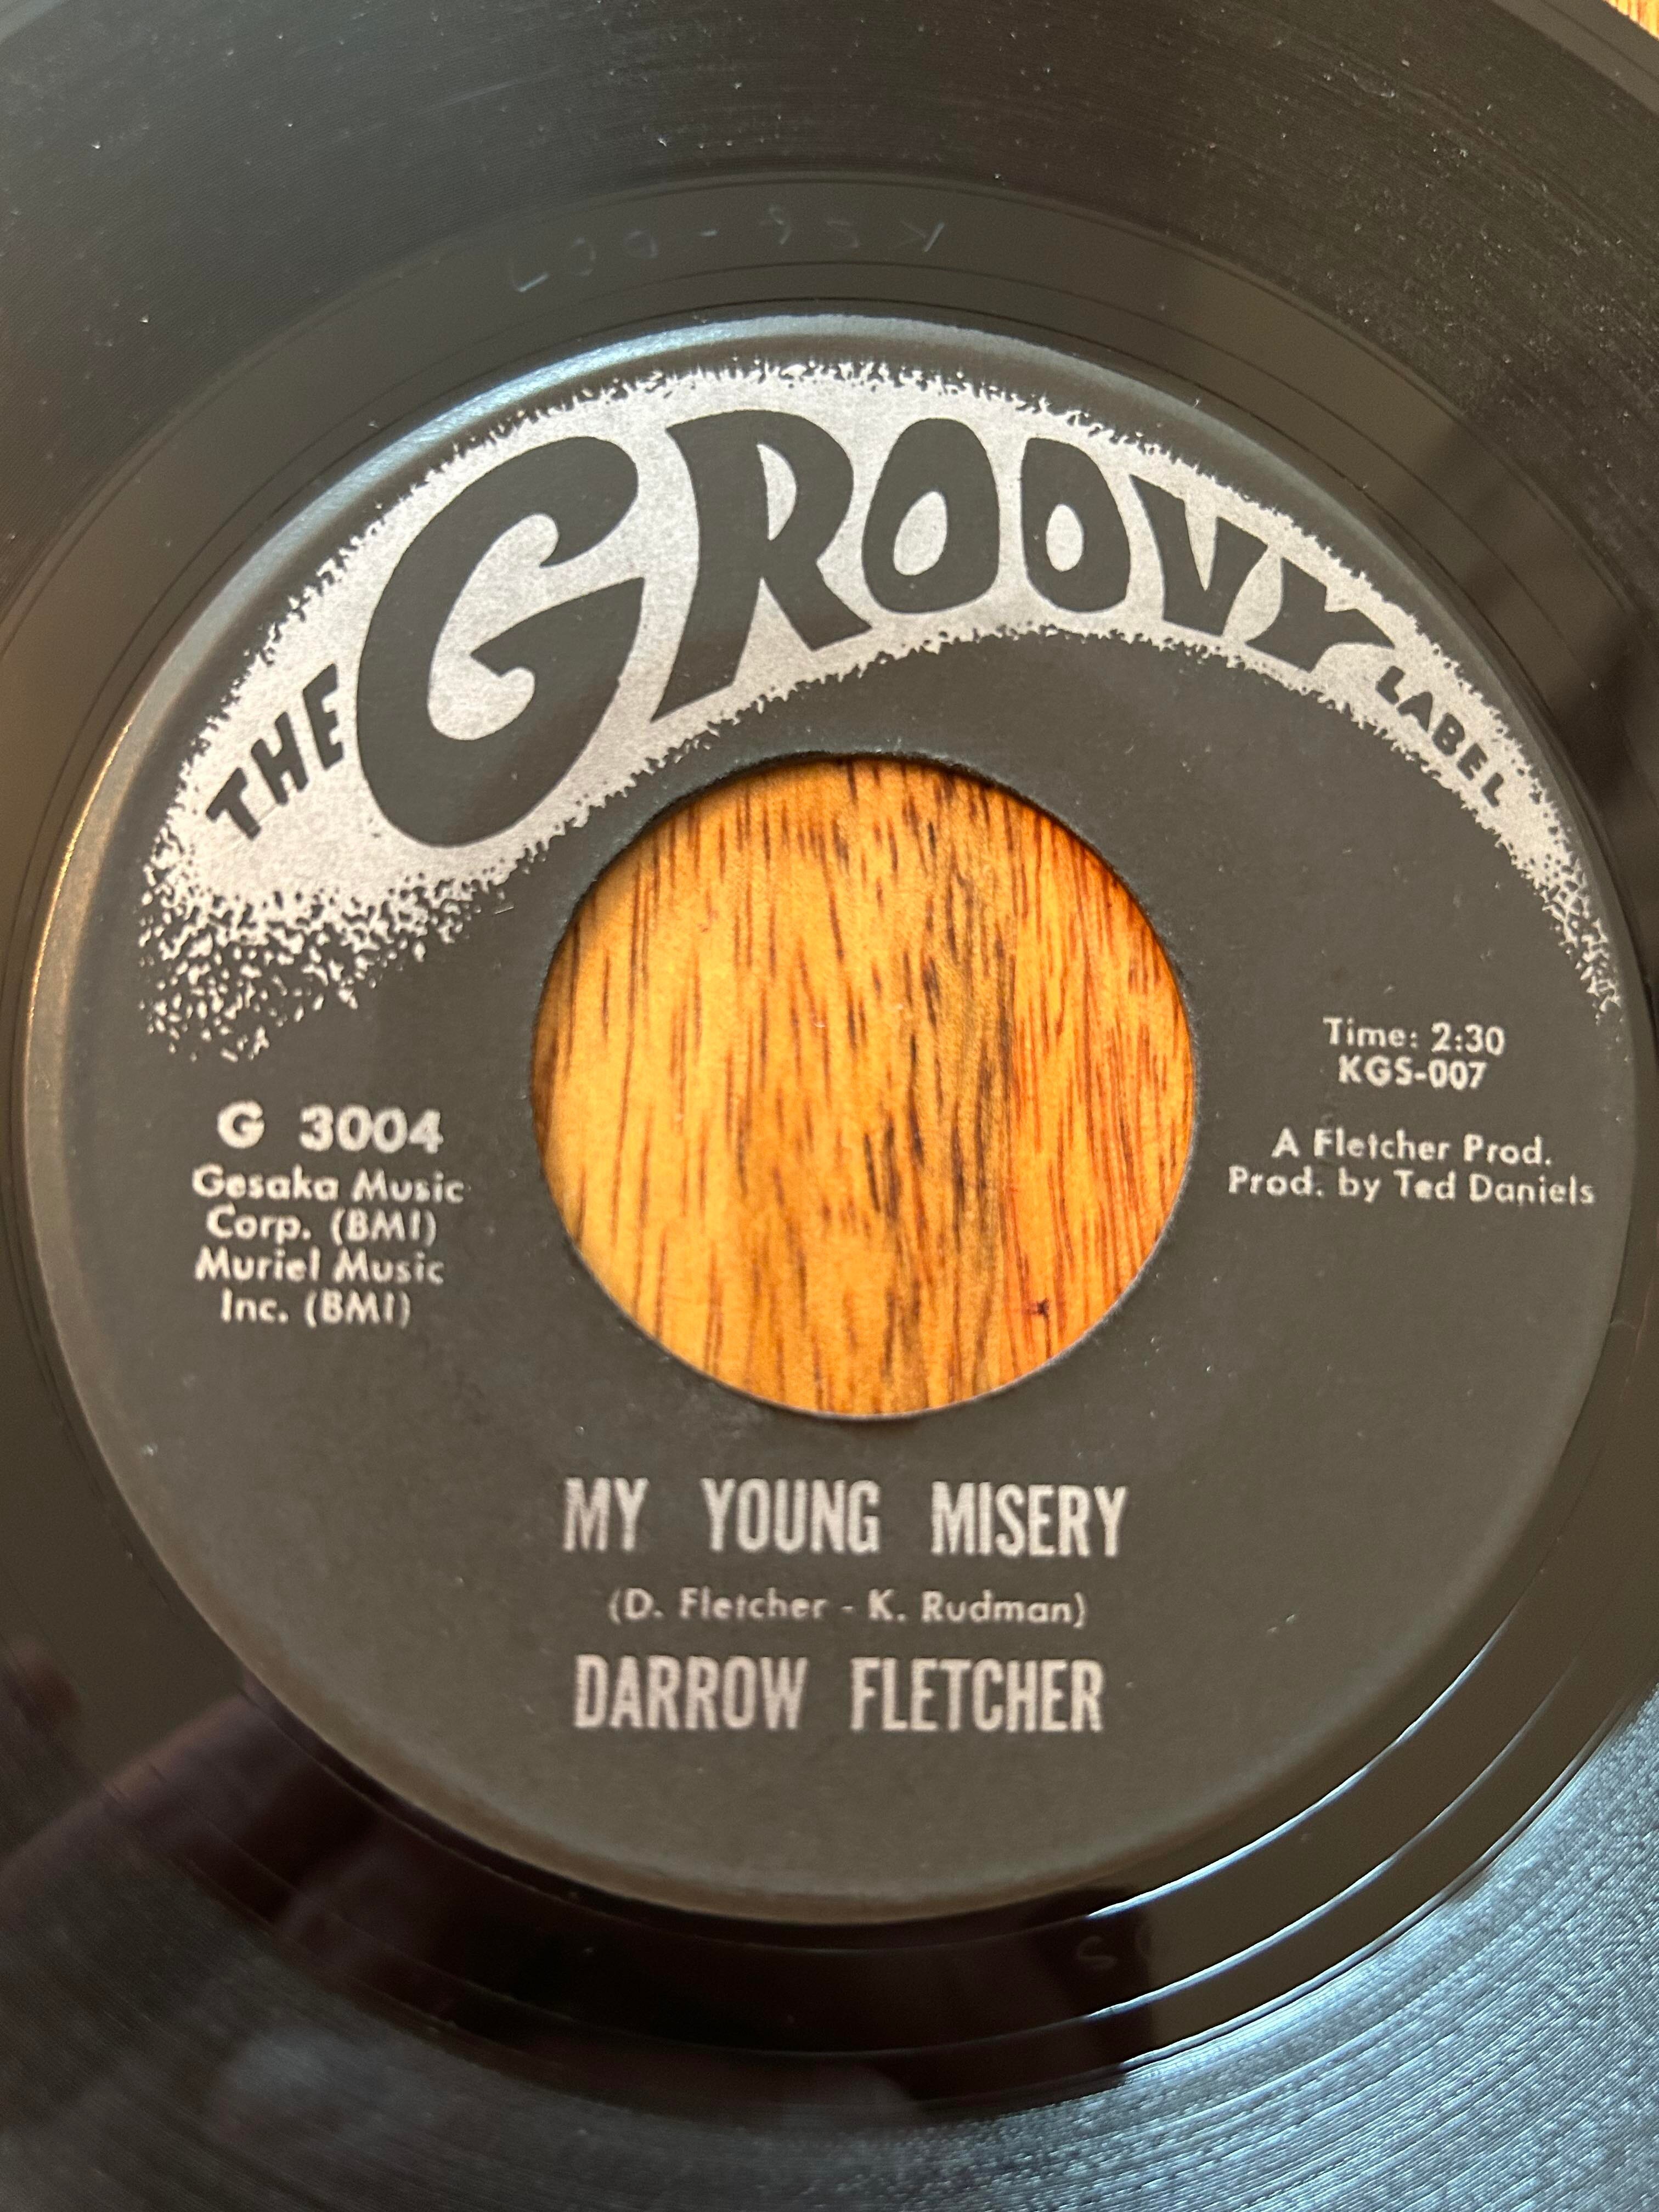 THE GROOVY LABEL
G 3004
Gesaka Music
Corp. (BMI)
Muriel Music
Inc. (BMI)
Time: 2:30
KGS-007
A Fletcher Prod.
Prod. by Ted Daniels
MY YOUNG MISERY
(D. Fletcher - K. Rudman)
DARROW FLETCHER